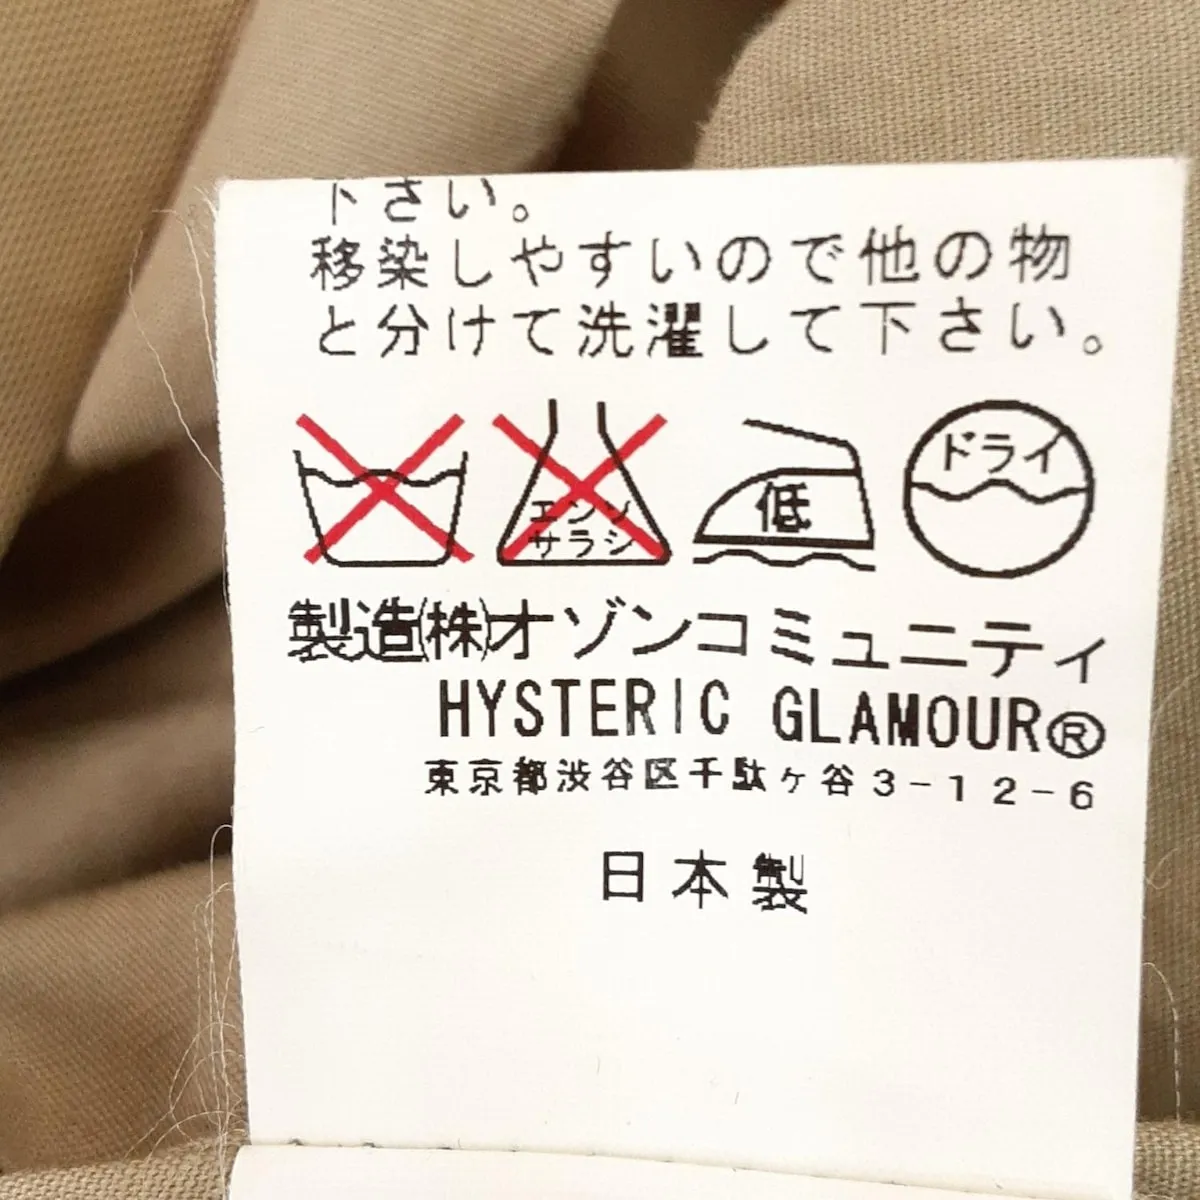 下さい。
移染しやすいので他の物
と分けて洗濯して下さい。
エンソ
サラシ
低
ドライ
製造(株)オゾンコミュニティ
HYSTERIC GLAMOUR®
東京都渋谷区千駄ヶ谷3-12-6
日本製